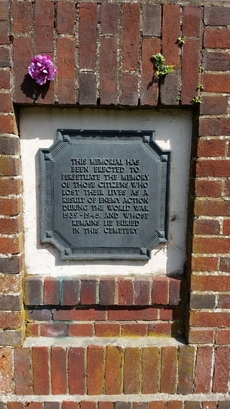 THIS MEMORIAL HAS
BEEN ERECTED TO
PERPETUATE THE MEMORY
OF THOSE CITIZENS WHO
LOST THEIR LIVES AS A
RESULT OF ENEMY ACTION
DURING THE WORLD WAR
1939-1945, AND WHOSE
REMAINS LIE BURIED
IN THIS CEMETERY